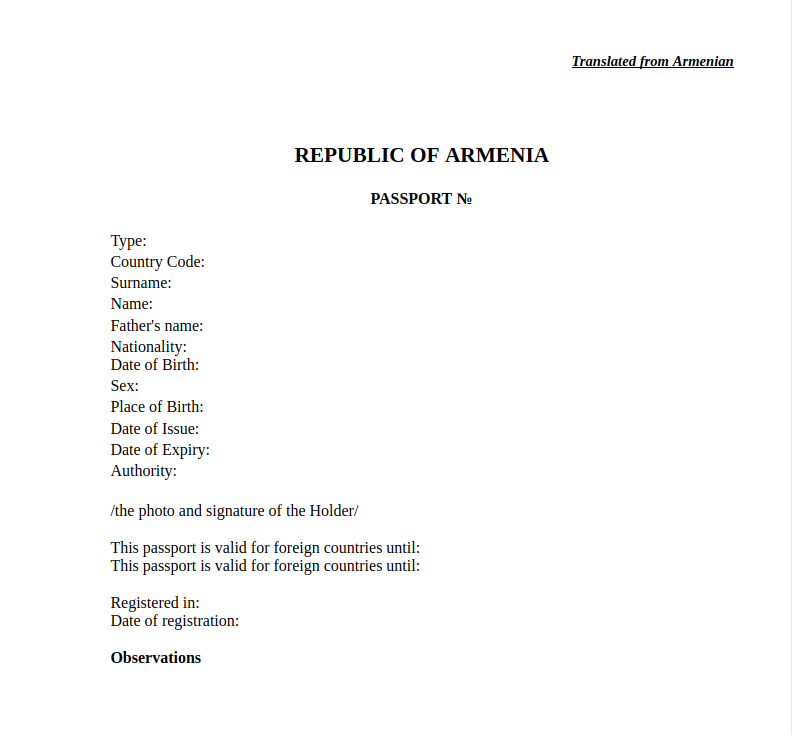 Translated from Armenian
REPUBLIC OF ARMENIA
PASSPORT №
Type:
Country Code:
Surname:
Name:
Father's name:
Nationality:
Date of Birth:
Sex:
Place of Birth:
Date of Issue:
Date of Expiry:
Authority:
/the photo and signature of the Holder/
This passport is valid for foreign countries until:
This passport is valid for foreign countries until:
Registered in:
Date of registration:
Observations